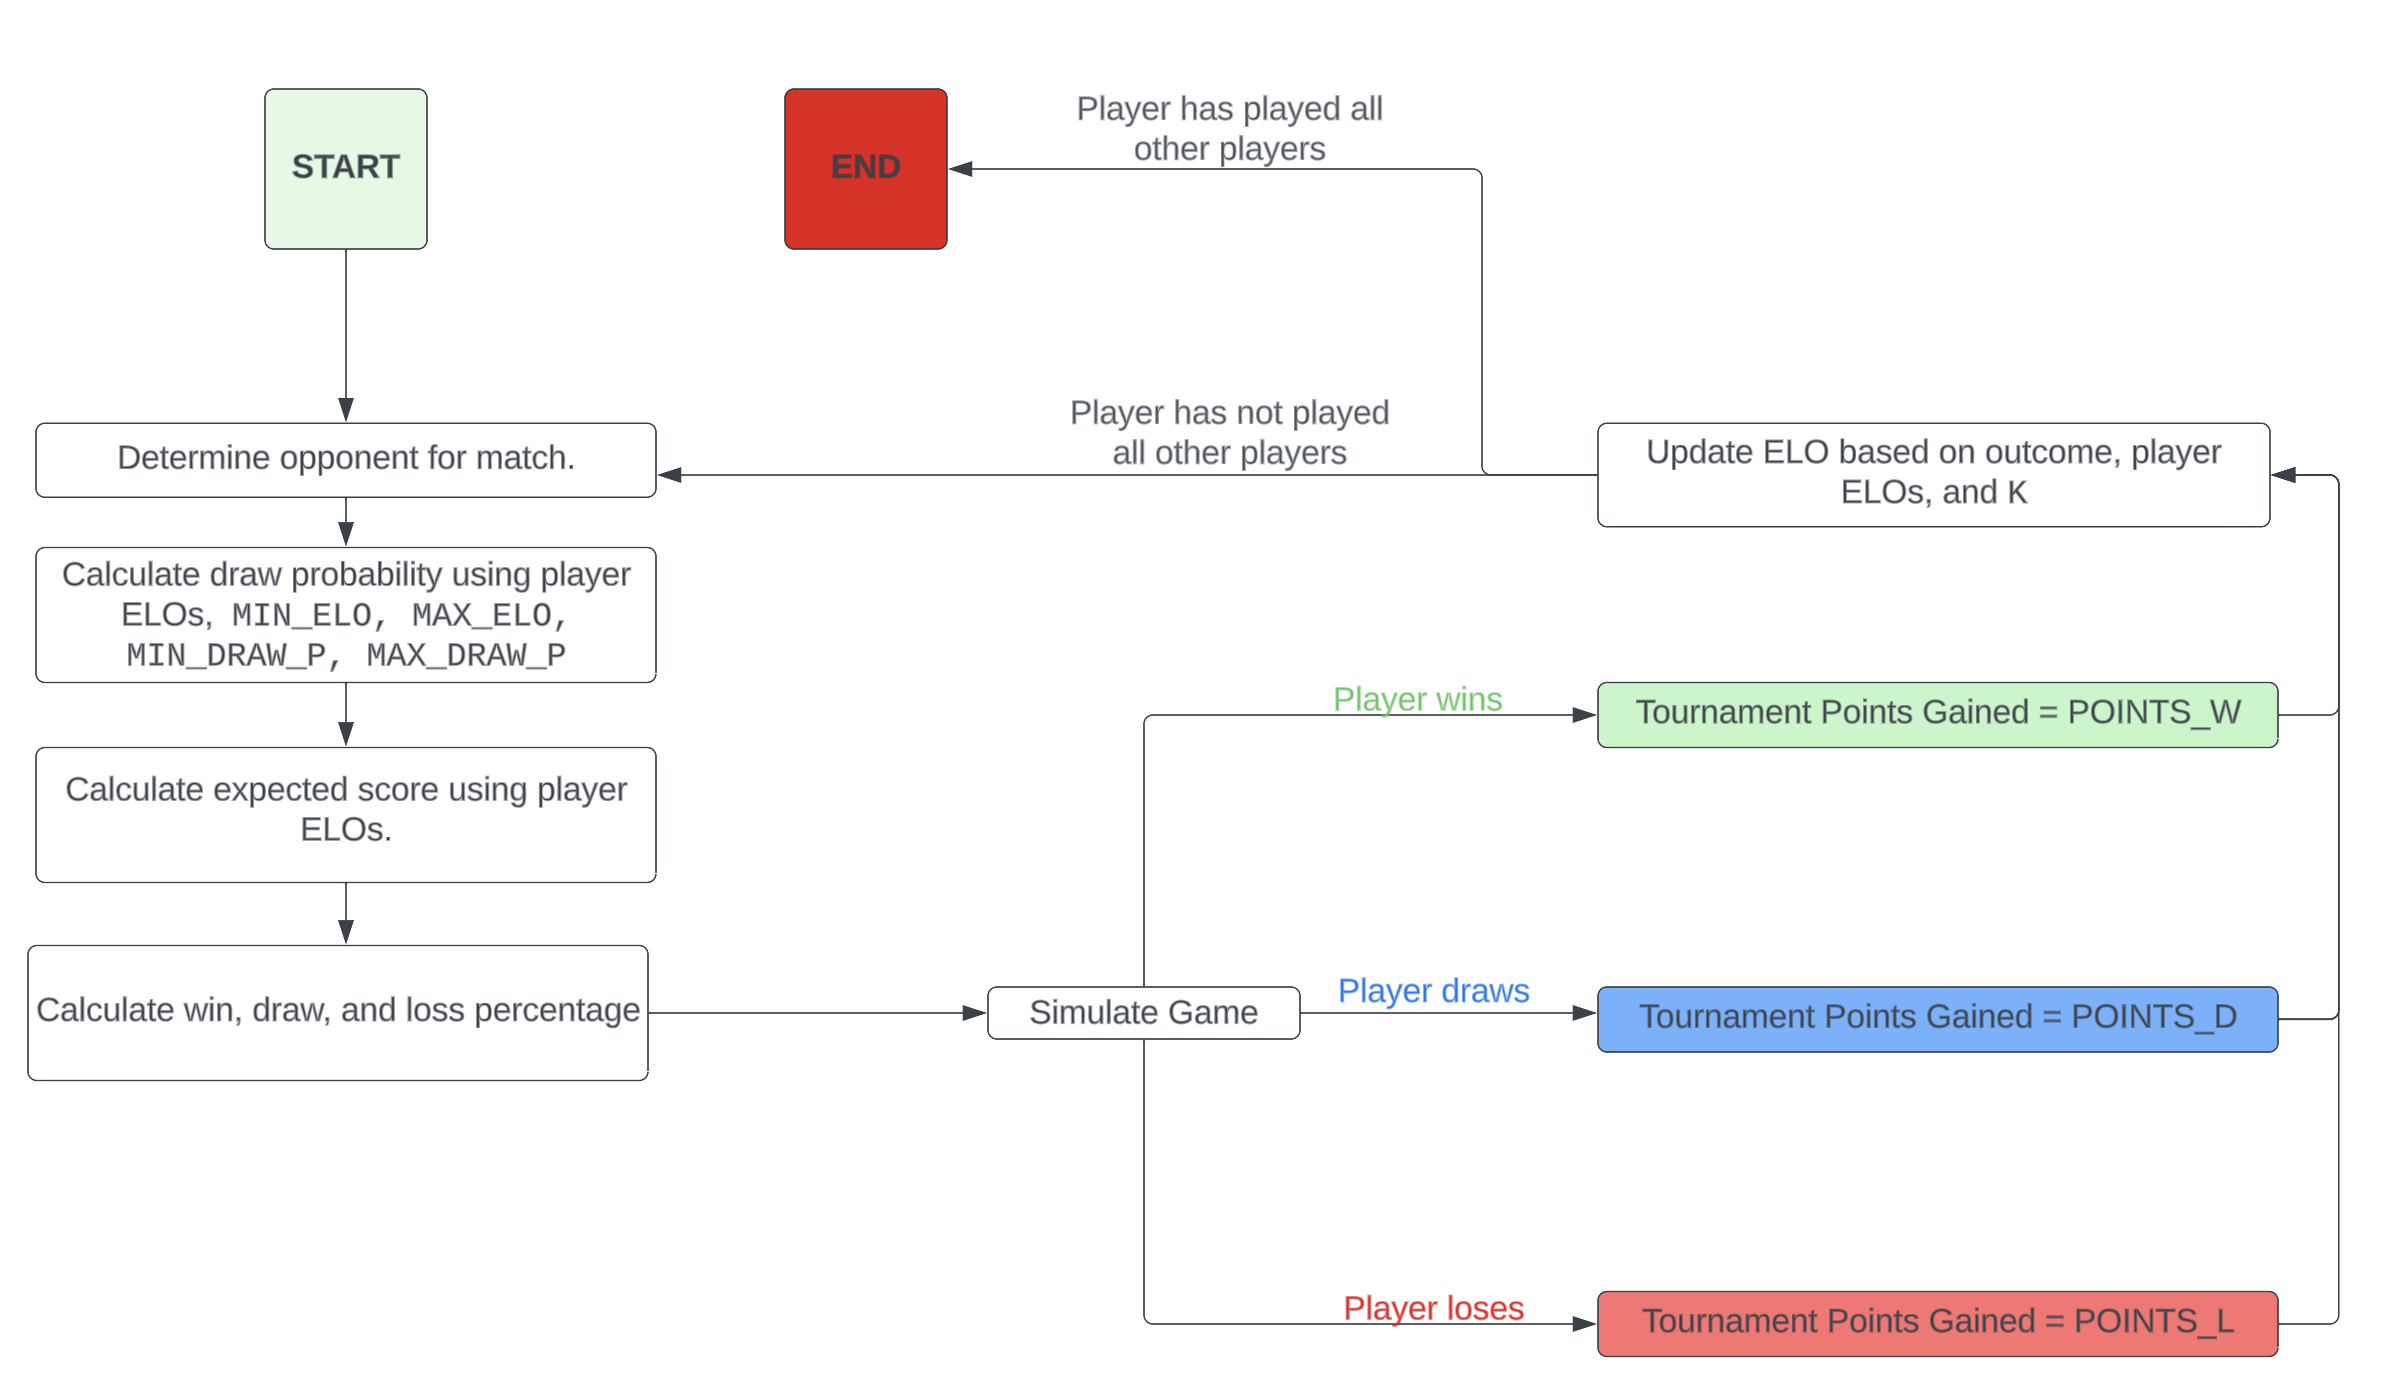 START
END
Player has played all
other players
Determine opponent for match.
Player has not played
all other players
Update ELO based on outcome, player
ELOs, and K
Calculate draw probability using player
ELOs, MIN_ELO, MAX_ELO,
MIN_DRAW_P, MAX_DRAW_P
Calculate expected score using player
ELOs.
Calculate win, draw, and loss percentage
Simulate Game
Player wins
Tournament Points Gained = POINTS_W
Player draws
Tournament Points Gained = POINTS_D
Player loses
Tournament Points Gained = POINTS_L